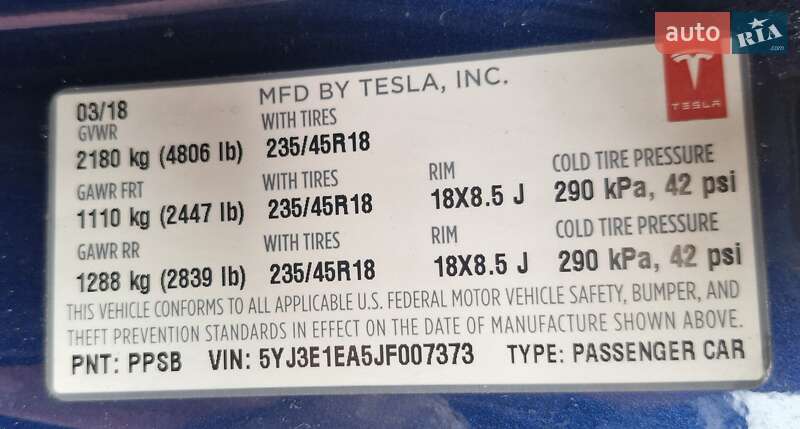 auto RIA.com
MFD BY TESLA, INC.
TESLA
03/18
GVWR WITH TIRES
2180 kg (4806 lb) 235/45R18
GAWR FRT WITH TIRES RIM COLD TIRE PRESSURE
1110 kg (2447 lb) 235/45R18 18X8.5 J 290 kPa, 42 psi
GAWR RR WITH TIRES RIM COLD TIRE PRESSURE
1288 kg (2839 lb) 235/45R18 18X8.5 J 290 kPa, 42 psi
THIS VEHICLE CONFORMS TO ALL APPLICABLE U.S. FEDERAL MOTOR VEHICLE SAFETY, BUMPER, AND
THEFT PREVENTION STANDARDS IN EFFECT ON THE DATE OF MANUFACTURE SHOWN ABOVE.
PNT: PPSB VIN: 5YJ3E1EA5JF007373 TYPE: PASSENGER CAR